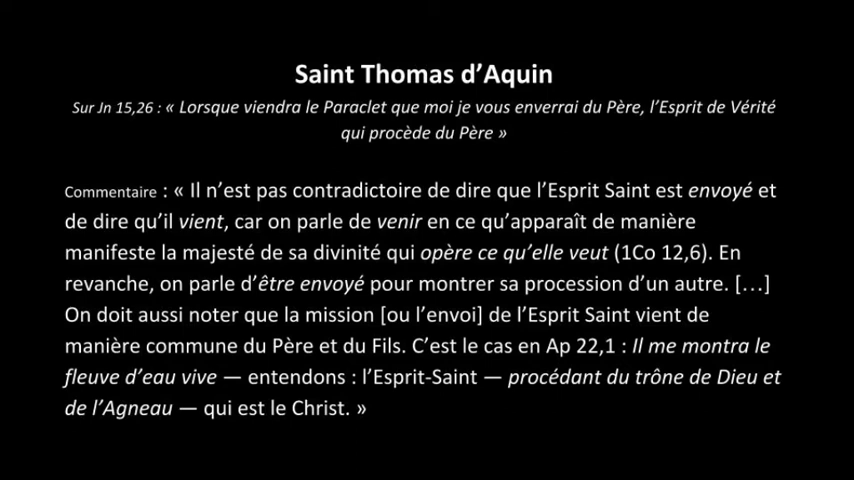 Saint Thomas d’Aquin
Sur Jn 15,26 : « Lorsque viendra le Paraclet que moi je vous enverrai du Père, l’Esprit de Vérité
qui procède du Père »
Commentaire : « Il n’est pas contradictoire de dire que l’Esprit Saint est envoyé et
de dire qu’il vient, car on parle de venir en ce qu’apparaît de manière
manifeste la majesté de sa divinité qui opère ce qu’elle veut (1Co 12,6). En
revanche, on parle d’être envoyé pour montrer sa procession d’un autre. […]
On doit aussi noter que la mission [ou l’envoi] de l’Esprit Saint vient de
manière commune du Père et du Fils. C’est le cas en Ap 22,1 : Il me montra le
fleuve d’eau vive — entendons : l’Esprit-Saint — procédant du trône de Dieu et
de l’Agneau — qui est le Christ. »